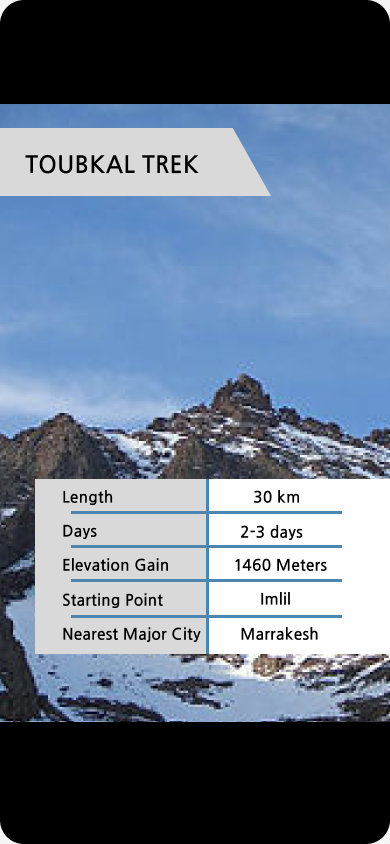 TOUBKAL TREK
Length 30 km
Days 2-3 days
Elevation Gain 1460 Meters
Starting Point Imlil
Nearest Major City Marrakesh